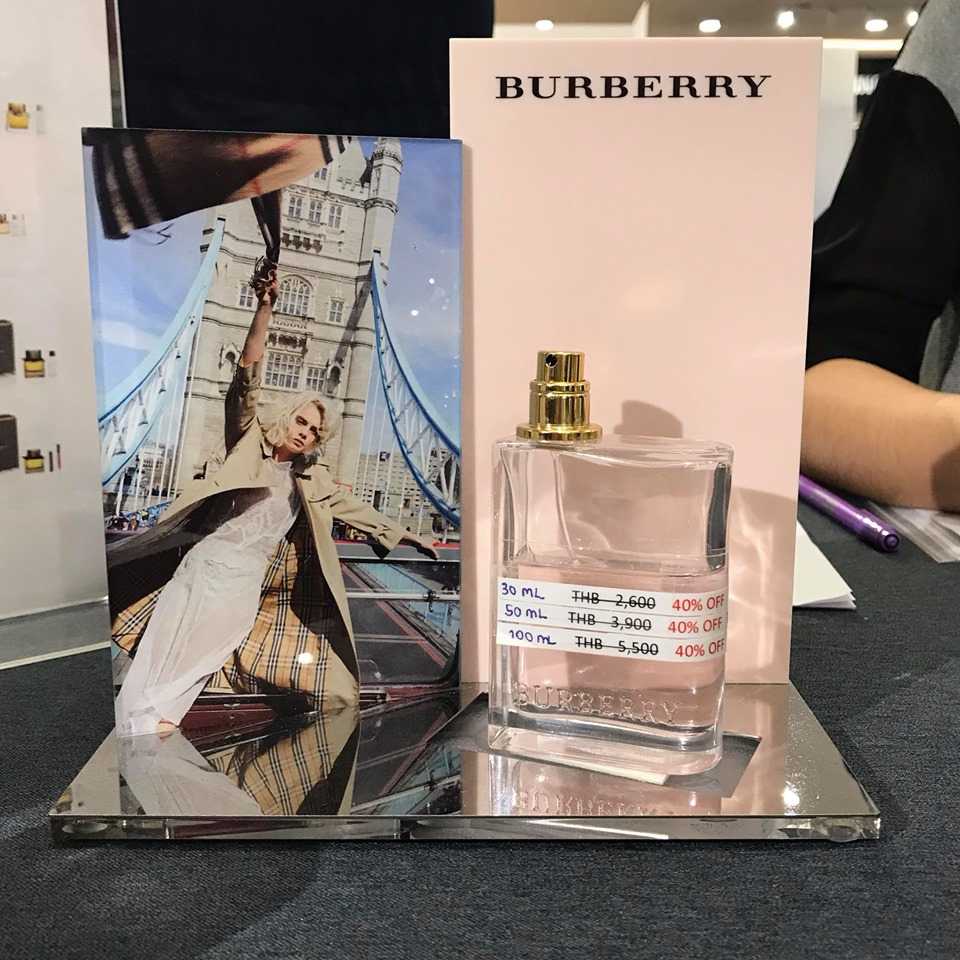 BURBERRY
30 ML THB 2,600 40% OFF
50 ML THB 3,900 40% OFF
100 ML THB 5,500 40% OFF
BURBERRY